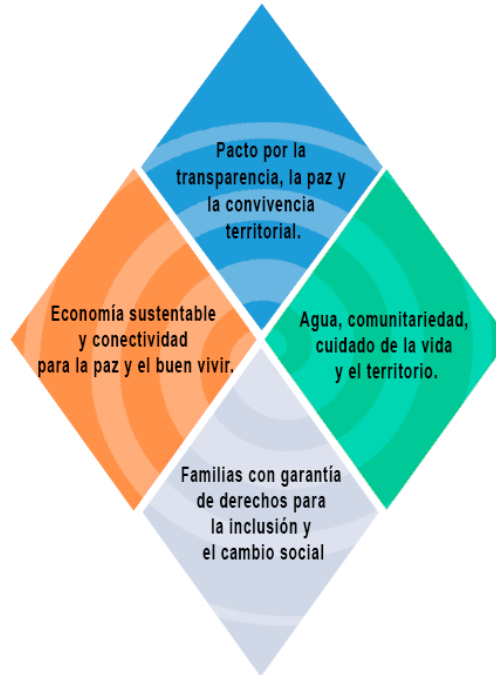 Pacto por la
transparencia, la paz y
la convivencia
territorial.
Economía sustentable
y conectividad
para la paz y el buen vivir.
Agua, comunitariedad,
cuidado de la vida
y el territorio.
Familias con garantía
de derechos para
la inclusión y
el cambio social